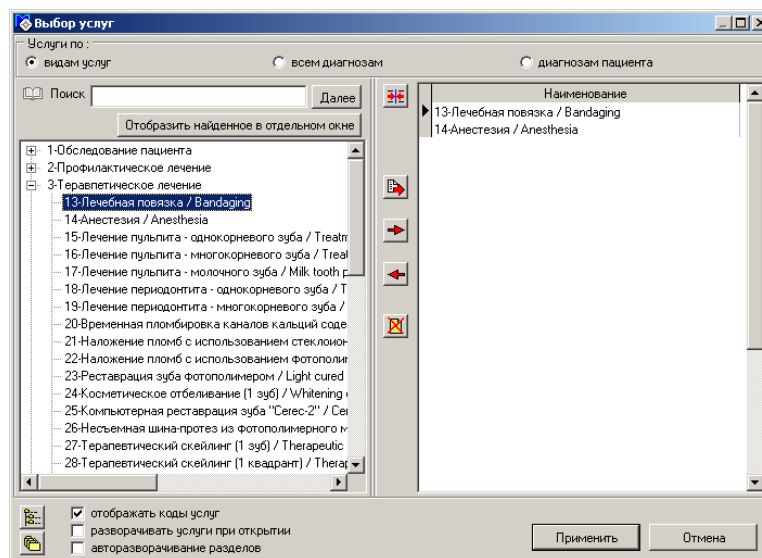 Выбор услуг
Услуги по :
видам услуг
всем диагнозам
диагнозам пациента
Поиск
Далее
Отобразить найденное в отдельном окне
1-Обследование пациента
2-Профилактическое лечение
3-Теравпетическое лечение
13-Лечебная повязка / Bandaging
14-Анестезия / Anesthesia
15-Лечение пульпита - однокорневого зуба / Treatm
16-Лечение пульпита - многокорневого зуба / Treat
17-Лечение пульпита - молочного зуба / Milk tooth p
18-Лечение периодонтита - однокорневого зуба / T
19-Лечение периодонтита - многокорневого зуба /
20-Временная пломбировка каналов кальций соде
21-Наложение пломб с использованием стеклоион
22-Наложение пломб с использованием фотополим
23-Реставрация зуба фотополимером / Light cured
24-Косметическое отбеливание (1 зуб) / Whitening
25-Компьютерная реставрация зуба "Cerec-2" / Cer
26-Несъемная шина-протез из фотополимерного м
27-Терапевтический скейлинг (1 зуб) / Therapeutic
28-Терапевтический скейлинг (1 квадрант) / Therap
Наименование
13-Лечебная повязка / Bandaging
14-Анестезия / Anesthesia
отображать коды услуг
разворачивать услуги при открытии
авторазворачивание разделов
Применить
Отмена